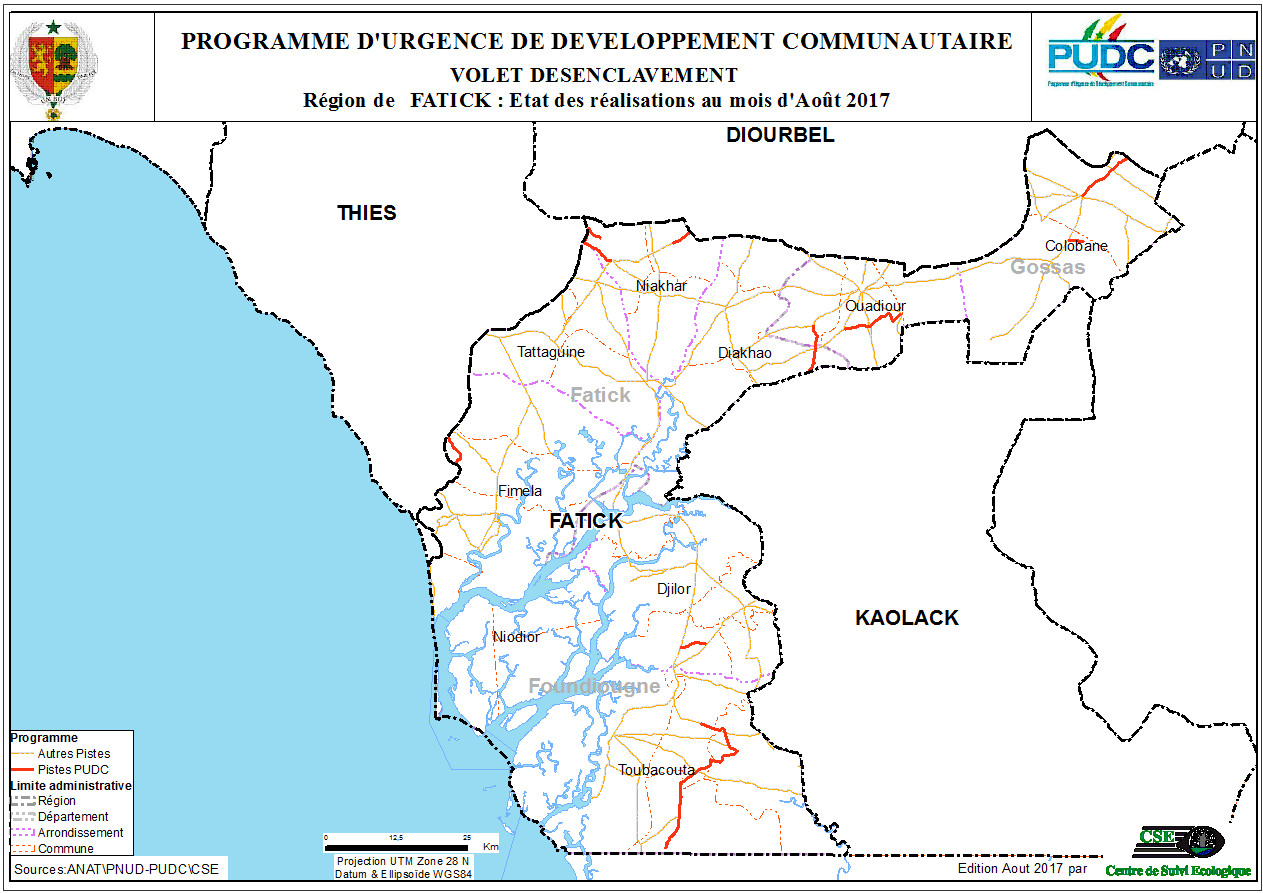 PROGRAMME D'URGENCE DE DEVELOPPEMENT COMMUNAUTAIRE
VOLET DESENCLAVEMENT
Région de FATICK : Etat des réalisations au mois d'Août 2017
PUDC
Programme d'Urgence de Développement Communautaire
P N
U D
DIOURBEL
THIES
Colobane
Gossas
Niakhar
Ouadiour
Tattaguine
Diakhao
Fatick
Fimela
FATICK
Djilor
KAOLACK
Niodior
Foundiougne
Toubacouta
Programme
Autres Pistes
Pistes PUDC
Limite administrative
Région
Département
Arrondissement
Commune
Sources:ANAT\PNUD-PUDC\CSE
0 12,5 25
Km
Projection UTM Zone 28 N
Datum & Ellipsoïde WGS84
Edition Aout 2017 par
CSE
Centre de Suivi Ecologique